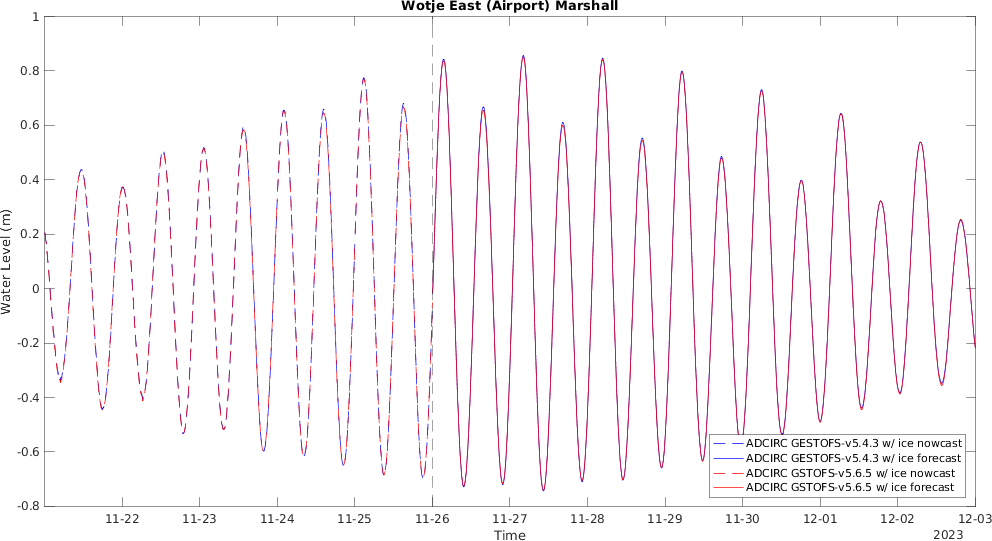 Wotje East (Airport) Marshall
Water Level (m)
1
0.8
0.6
0.4
0.2
0
-0.2
-0.4
-0.6
-0.8
ADCIRC GESTOFS-v5.4.3 w/ ice nowcast
ADCIRC GESTOFS-v5.4.3 w/ ice forecast
ADCIRC GSTOFS-v5.6.5 w/ ice nowcast
ADCIRC GSTOFS-v5.6.5 w/ ice forecast
11-22 11-23 11-24 11-25 11-26 11-27 11-28 11-29 11-30 12-01 12-02 12-03
Time
2023